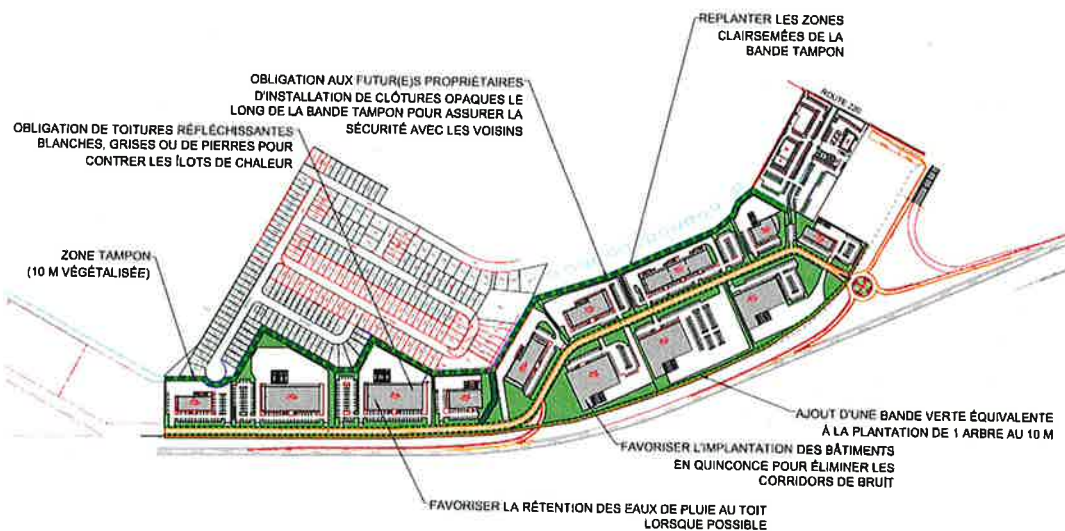 REPLANTER LES ZONES
CLAIRSEMÉES DE LA
BANDE TAMPON
OBLIGATION AUX FUTUR(E)S PROPRIÉTAIRES
D'INSTALLATION DE CLÔTURES OPAQUES LE
LONG DE LA BANDE TAMPON POUR ASSURER LA
SÉCURITÉ AVEC LES VOISINS
ROUTE 220
OBLIGATION DE TOITURES RÉFLÉCHISSANTES
BLANCHES, GRISES OU DE PIERRES POUR
CONTRER LES ÎLOTS DE CHALEUR
ZONE TAMPON
(10 M VÉGÉTALISÉE)
AJOUT D'UNE BANDE VERTE ÉQUIVALENTE
À LA PLANTATION DE 1 ARBRE AU 10 M
FAVORISER L'IMPLANTATION DES BÂTIMENTS
EN QUINCONCE POUR ÉLIMINER LES
CORRIDORS DE BRUIT
FAVORISER LA RÉTENTION DES EAUX DE PLUIE AU TOIT
LORSQUE POSSIBLE